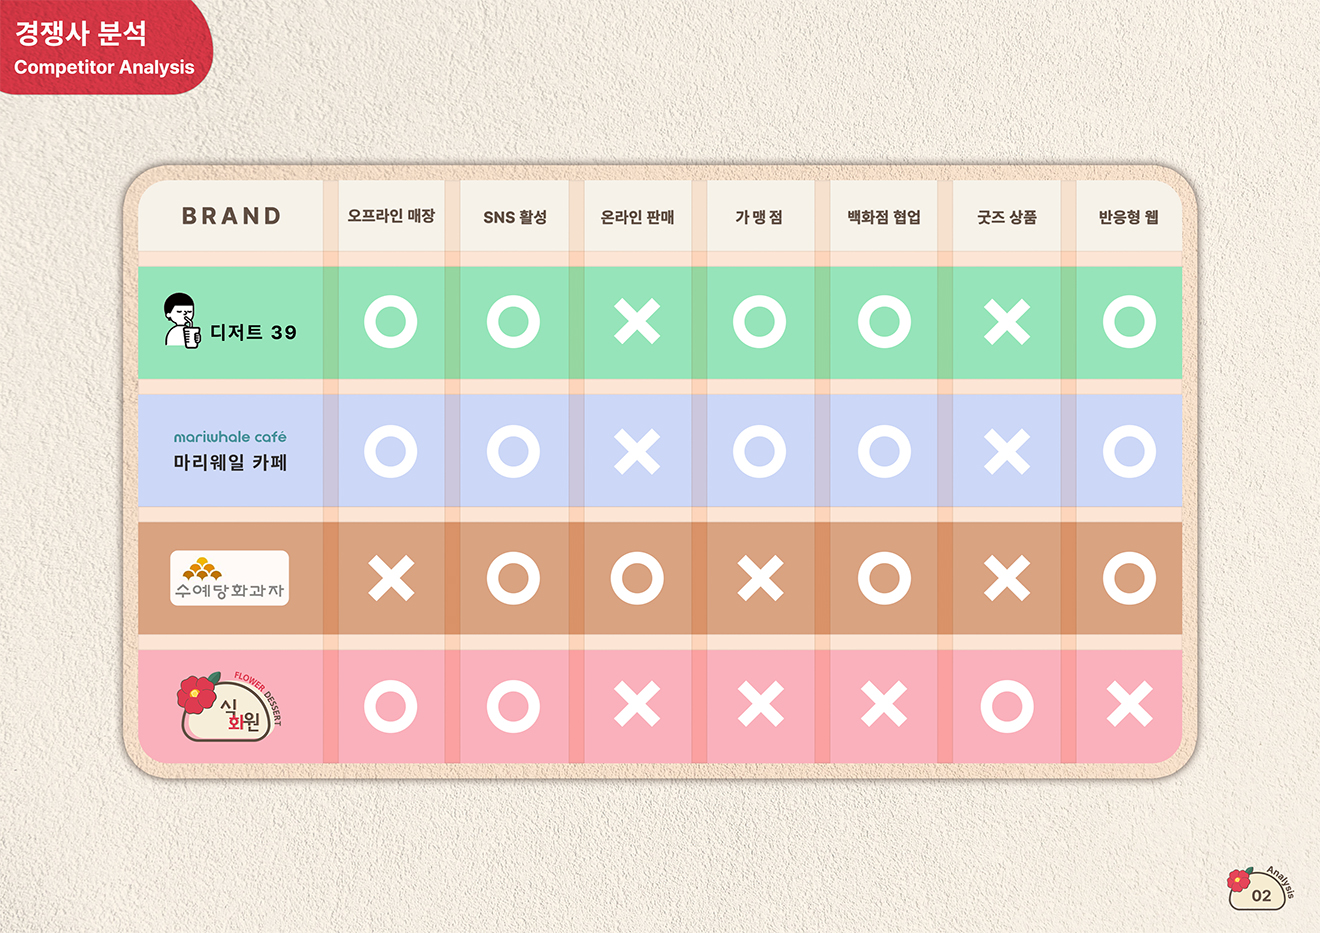 경쟁사 분석
Competitor Analysis
BRAND 오프라인 매장 SNS 활성 온라인 판매 가맹점 백화점 협업 굿즈 상품 반응형 웹
디저트 39 O O X O O X O
mariwhale café
마리웨일 카페 O O X O O X O
수예당화과자 X O O X O X O
FLOWER DESSERT
식화원 O O X X X O X
Analysis
02